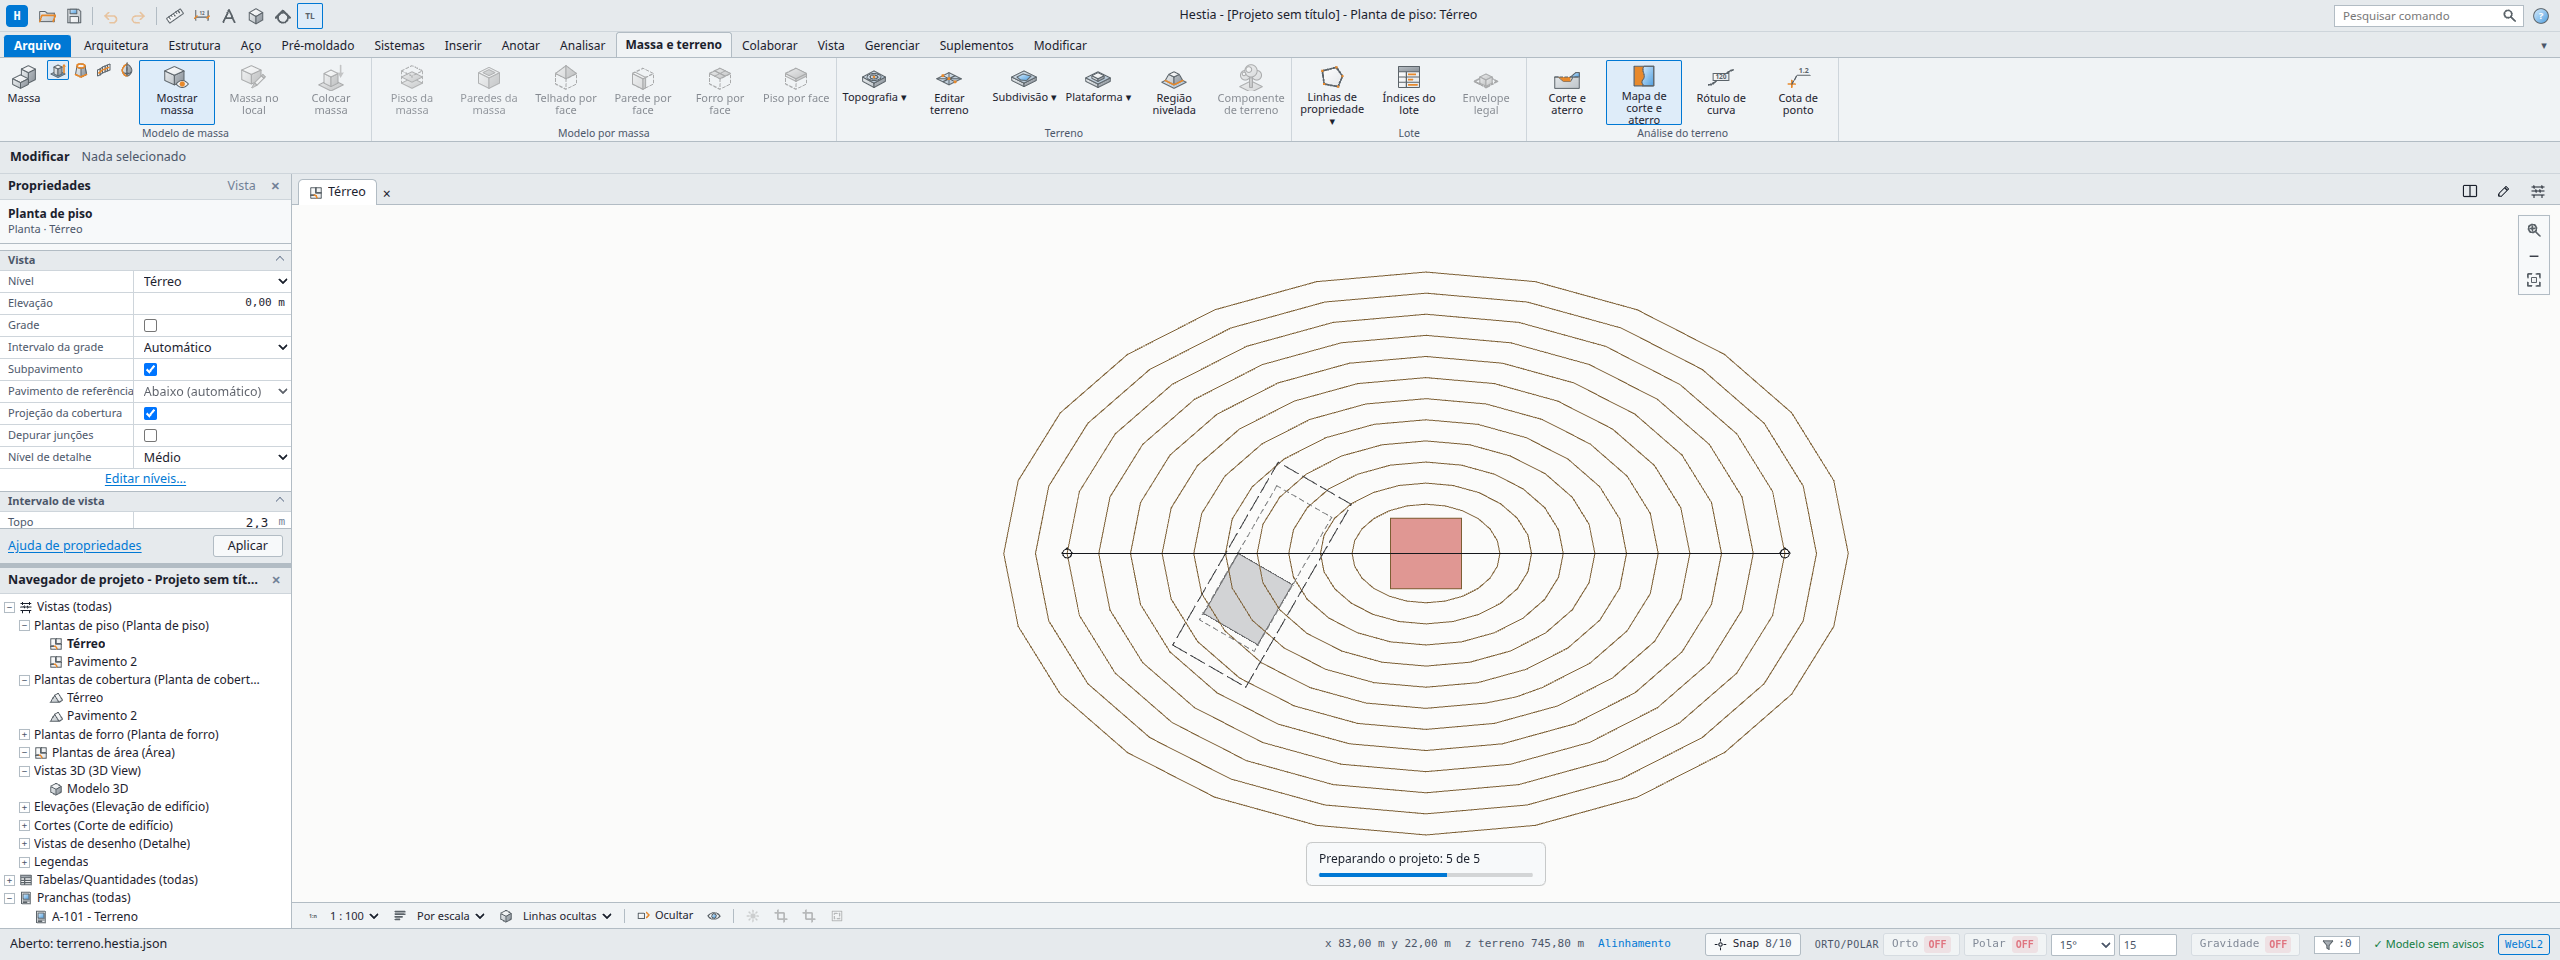 H
TL
Hestia - [Projeto sem título] - Planta de piso: Térreo
Pesquisar comando
?
Arquivo Arquitetura Estrutura Aço Pré-moldado Sistemas Inserir Anotar Analisar Massa e terreno Colaborar Vista Gerenciar Suplementos Modificar
Massa
Mostrar massa
Massa no local
Colocar massa
Modelo de massa
Pisos da massa
Paredes da massa
Telhado por face
Parede por face
Forro por face
Piso por face
Modelo por massa
Topografia ▾
Editar terreno
Subdivisão ▾
Plataforma ▾
Região nivelada
Componente de terreno
Terreno
Linhas de propriedade ▾
Índices do lote
Envelope legal
Lote
Corte e aterro
Mapa de corte e aterro
Rótulo de curva
Cota de ponto
Análise do terreno
Modificar Nada selecionado
Propriedades Vista ×
Planta de piso
Planta · Térreo
Vista
Nível Térreo
Elevação 0,00 m
Grade
Intervalo da grade Automático
Subpavimento
Pavimento de referência Abaixo (automático)
Projeção da cobertura
Depurar junções
Nível de detalhe Médio
Editar níveis...
Intervalo de vista
Topo 2,3 m
Ajuda de propriedades Aplicar
Navegador de projeto - Projeto sem tít... ×
Vistas (todas)
Plantas de piso (Planta de piso)
Térreo
Pavimento 2
Plantas de cobertura (Planta de cobert...
Térreo
Pavimento 2
Plantas de forro (Planta de forro)
Plantas de área (Área)
Vistas 3D (3D View)
Modelo 3D
Elevações (Elevação de edifício)
Cortes (Corte de edifício)
Vistas de desenho (Detalhe)
Legendas
Tabelas/Quantidades (todas)
Pranchas (todas)
A-101 - Terreno
Térreo ×
Preparando o projeto: 5 de 5
1 : 100 Por escala Linhas ocultas Ocultar
Aberto: terreno.hestia.json
x 83,00 m y 22,00 m z terreno 745,80 m Alinhamento Snap 8/10 ORTO/POLAR Orto OFF Polar OFF 15° 15 Gravidade OFF :0 ✓ Modelo sem avisos WebGL2